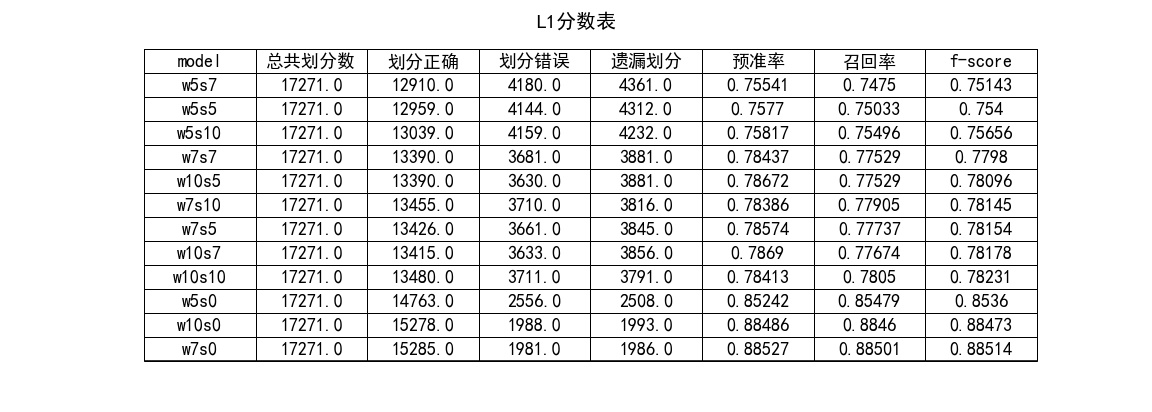 L1分数表
model 总共划分数 划分正确 划分错误 遗漏划分 预准率 召回率 f-score
w5s7 17271.0 12910.0 4180.0 4361.0 0.75541 0.7475 0.75143
w5s5 17271.0 12959.0 4144.0 4312.0 0.7577 0.75033 0.754
w5s10 17271.0 13039.0 4159.0 4232.0 0.75817 0.75496 0.75656
w7s7 17271.0 13390.0 3681.0 3881.0 0.78437 0.77529 0.7798
w10s5 17271.0 13390.0 3630.0 3881.0 0.78672 0.77529 0.78096
w7s10 17271.0 13455.0 3710.0 3816.0 0.78386 0.77905 0.78145
w7s5 17271.0 13426.0 3661.0 3845.0 0.78574 0.77737 0.78154
w10s7 17271.0 13415.0 3633.0 3856.0 0.7869 0.77674 0.78178
w10s10 17271.0 13480.0 3711.0 3791.0 0.78413 0.7805 0.78231
w5s0 17271.0 14763.0 2556.0 2508.0 0.85242 0.85479 0.8536
w10s0 17271.0 15278.0 1988.0 1993.0 0.88486 0.8846 0.88473
w7s0 17271.0 15285.0 1981.0 1986.0 0.88527 0.88501 0.88514